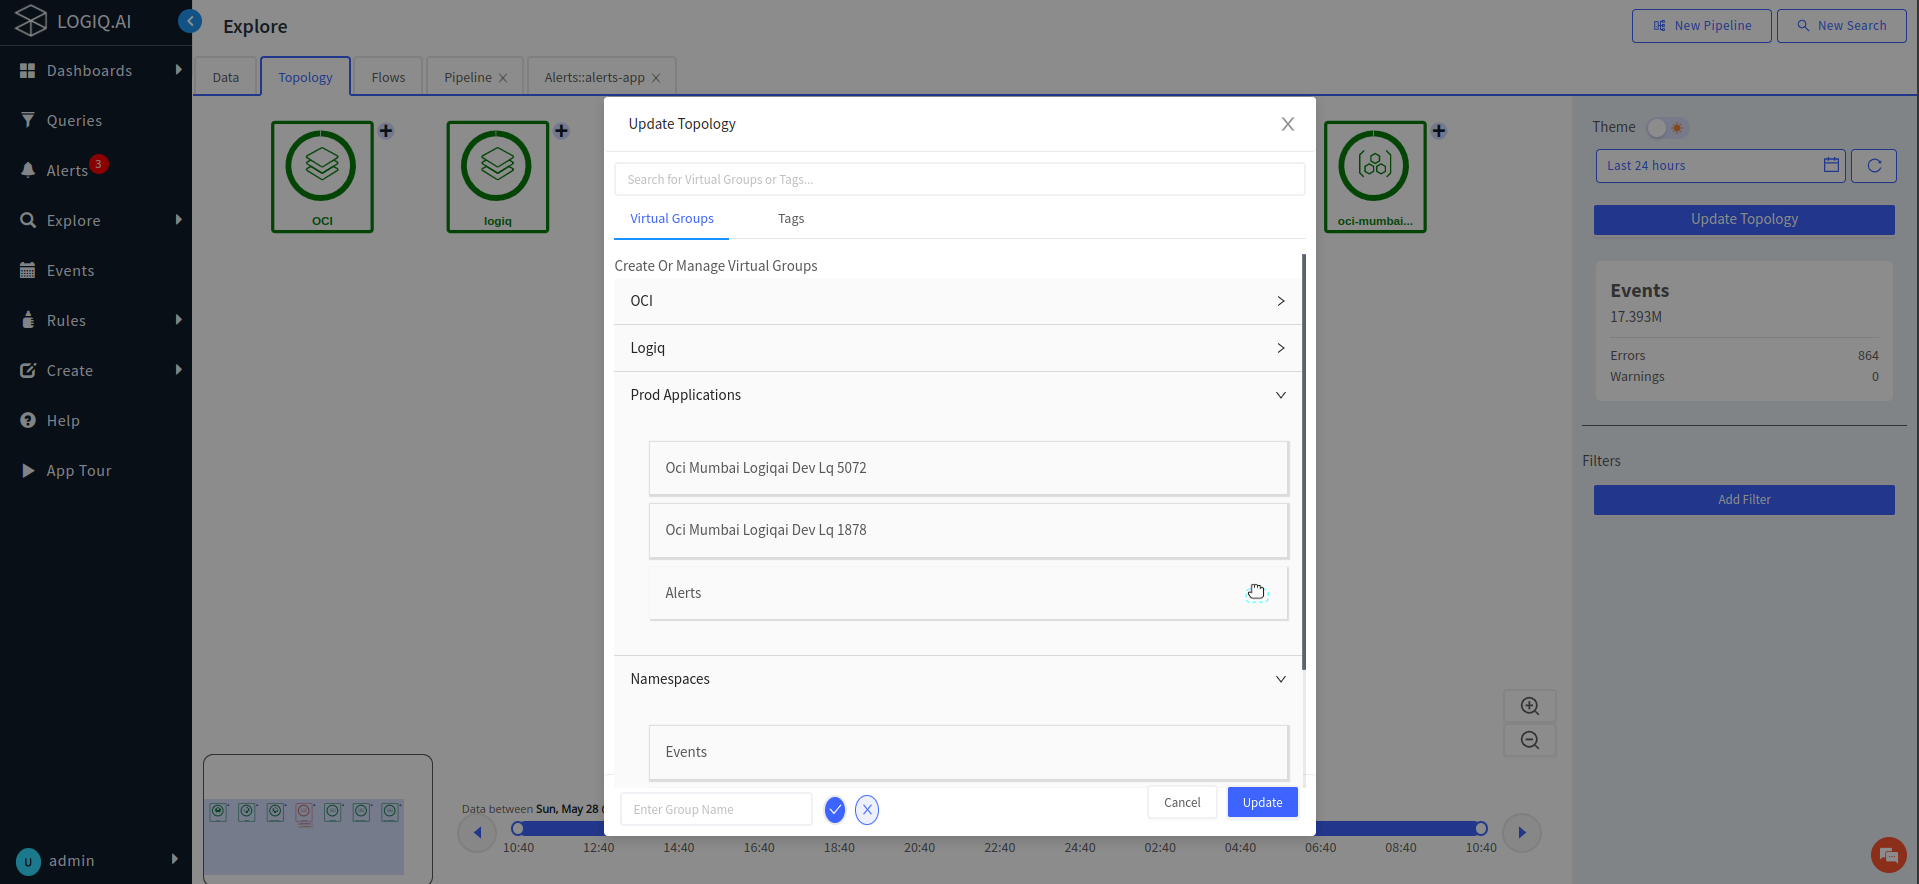 LOGIQ.AI
Explore
New Pipeline
New Search
Dashboards
Queries
Alerts 3
Explore
Events
Rules
Create
Help
App Tour
U admin
Data
Topology
Flows
Pipeline
Alerts::alerts-app
OCI
logiq
oci-mumbai...
Update Topology
Search for Virtual Groups or Tags...
Virtual Groups
Tags
Create Or Manage Virtual Groups
OCI
Logiq
Prod Applications
Oci Mumbai Logiqai Dev Lq 5072
Oci Mumbai Logiqai Dev Lq 1878
Alerts
Namespaces
Events
Enter Group Name
Cancel
Update
Theme
Last 24 hours
Update Topology
Events
17.393M
Errors 864
Warnings 0
Filters
Add Filter
Data between Sun, May 28 (
10:40 12:40 14:40 16:40 18:40 20:40 22:40 24:40 02:40 04:40 06:40 08:40 10:40